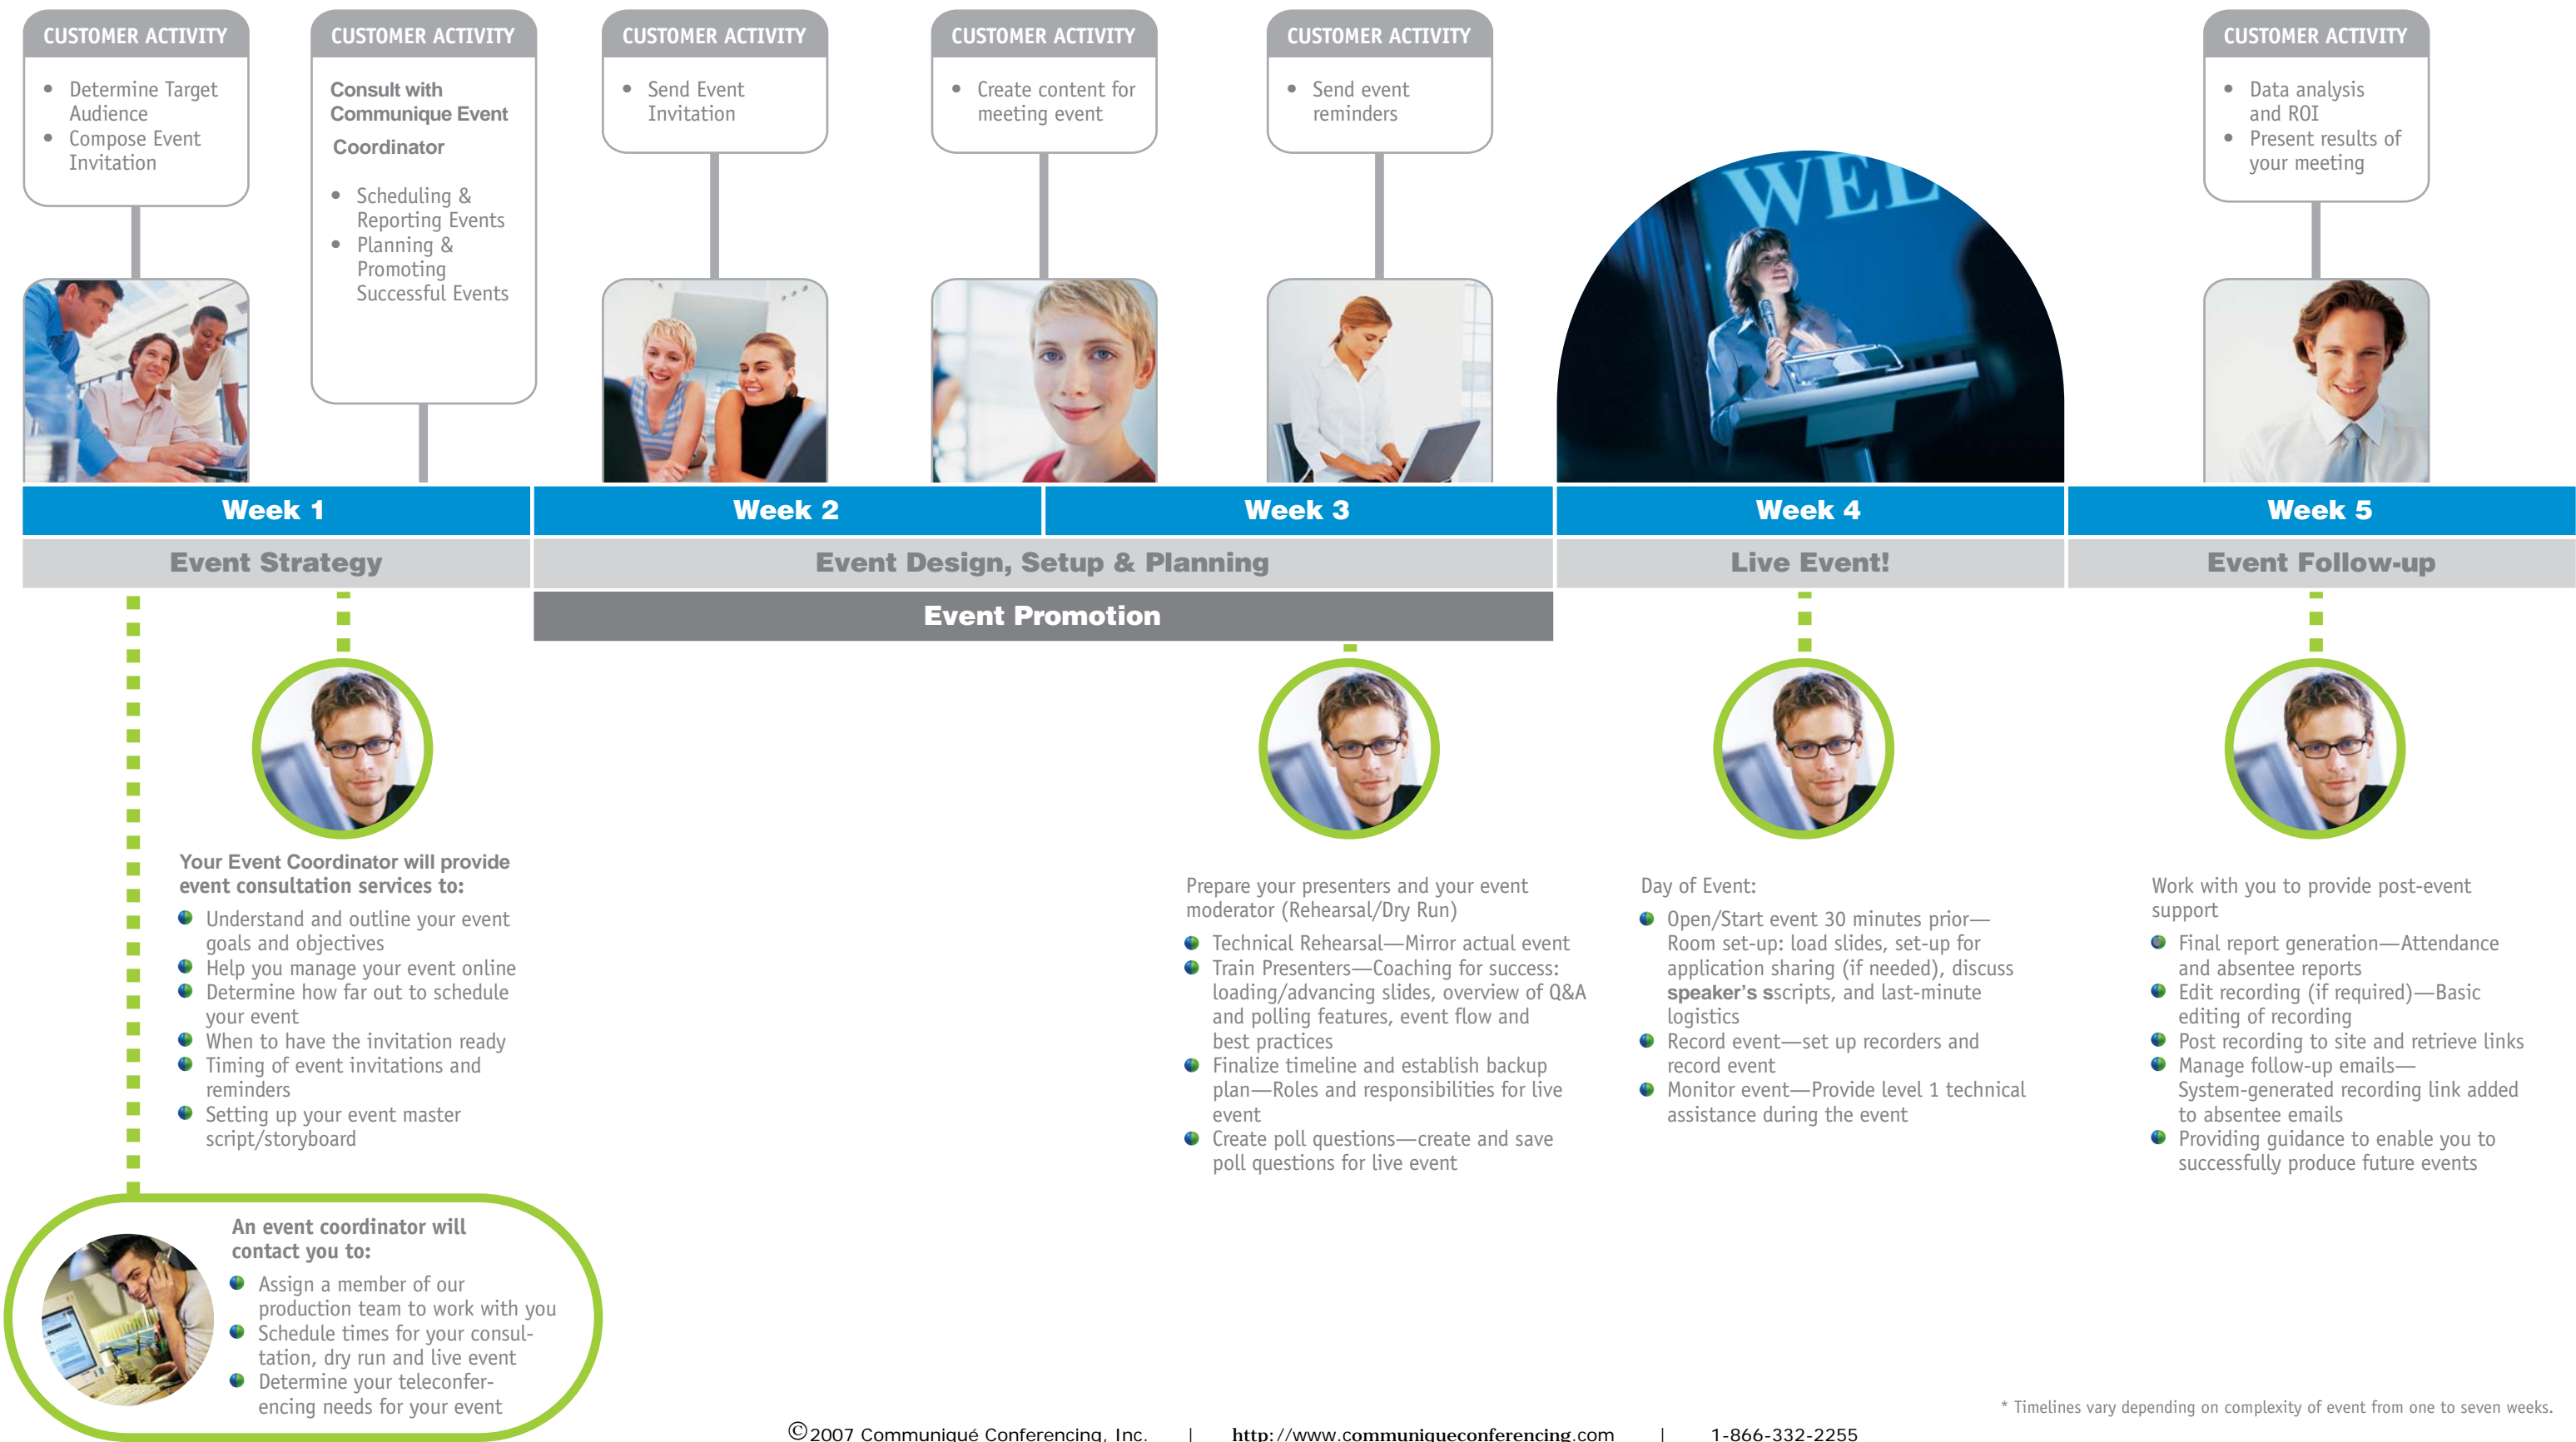 CUSTOMER ACTIVITY
• Determine Target
Audience
• Compose Event
Invitation
CUSTOMER ACTIVITY
Consult with
Communique Event
Coordinator
• Scheduling &
Reporting Events
• Planning &
Promoting
Successful Events
CUSTOMER ACTIVITY
• Send Event
Invitation
CUSTOMER ACTIVITY
• Create content for
meeting event
CUSTOMER ACTIVITY
• Send event
reminders
WEL
CUSTOMER ACTIVITY
• Data analysis
and ROI
• Present results of
your meeting
Week 1
Week 2
Week 3
Week 4
Week 5
Event Strategy
Event Design, Setup & Planning
Live Event!
Event Follow-up
Event Promotion
Your Event Coordinator will provide
event consultation services to:
Understand and outline your event
goals and objectives
Help you manage your event online
Determine how far out to schedule
your event
When to have the invitation ready
Timing of event invitations and
reminders
Setting up your event master
script/storyboard
Prepare your presenters and your event
moderator (Rehearsal/Dry Run)
Technical Rehearsal—Mirror actual event
Train Presenters—Coaching for success:
loading/advancing slides, overview of Q&A
and polling features, event flow and
best practices
Finalize timeline and establish backup
plan—Roles and responsibilities for live
event
Create poll questions—create and save
poll questions for live event
Day of Event:
Open/Start event 30 minutes prior—
Room set-up: load slides, set-up for
application sharing (if needed), discuss
speaker's sscripts, and last-minute
logistics
Record event—set up recorders and
record event
Monitor event—Provide level 1 technical
assistance during the event
Work with you to provide post-event
support
Final report generation—Attendance
and absentee reports
Edit recording (if required)—Basic
editing of recording
Post recording to site and retrieve links
Manage follow-up emails—
System-generated recording link added
to absentee emails
Providing guidance to enable you to
successfully produce future events
An event coordinator will
contact you to:
Assign a member of our
production team to work with you
Schedule times for your consul-
tation, dry run and live event
Determine your teleconfer-
encing needs for your event
* Timelines vary depending on complexity of event from one to seven weeks.
©2007 Communiqué Conferencing, Inc. | http://www.communiqueconferencing.com | 1-866-332-2255